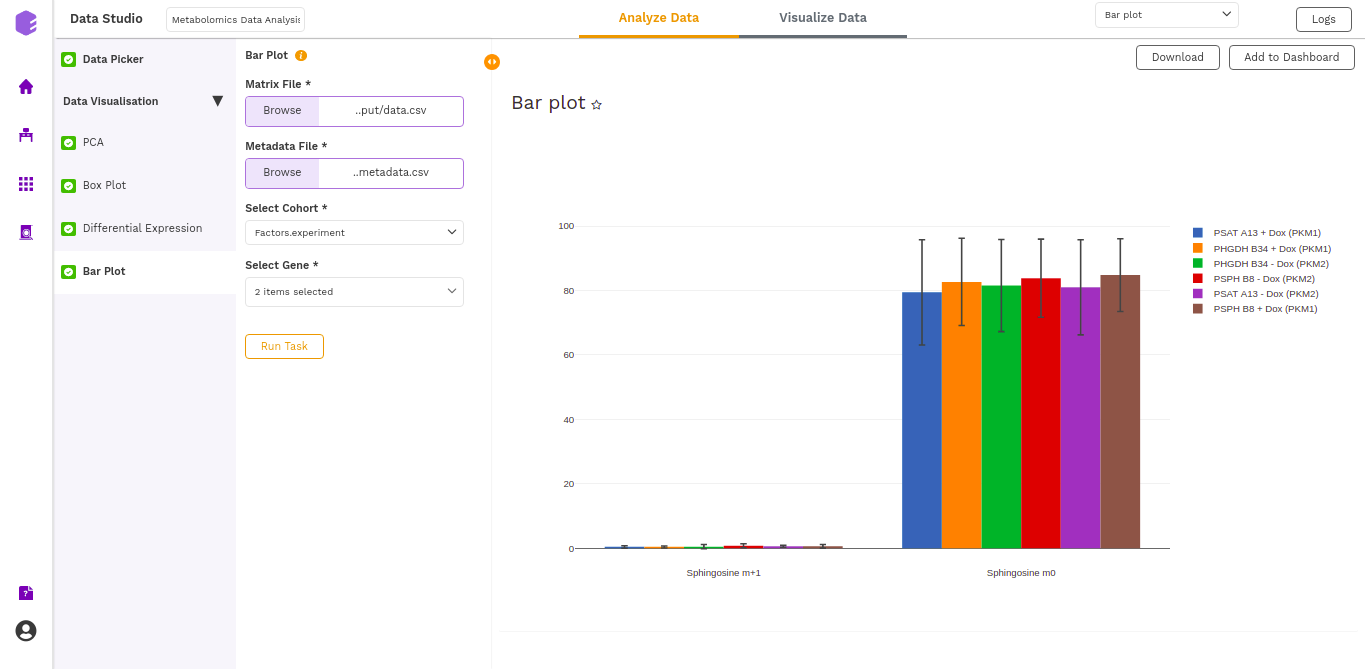 Data Studio
Metabolomics Data Analysis
Analyze Data
Visualize Data
Bar plot
Logs
Data Picker
Data Visualisation
PCA
Box Plot
Differential Expression
Bar Plot
Bar Plot
Matrix File *
Browse ..put/data.csv
Metadata File *
Browse ..metadata.csv
Select Cohort *
Factors.experiment
Select Gene *
2 items selected
Run Task
Download
Add to Dashboard
Bar plot
100
80
60
40
20
0
Sphingosine m+1
Sphingosine m0
PSAT A13 + Dox (PKM1)
PHGDH B34 + Dox (PKM1)
PHGDH B34 - Dox (PKM2)
PSPH B8 - Dox (PKM2)
PSAT A13 - Dox (PKM2)
PSPH B8 + Dox (PKM1)